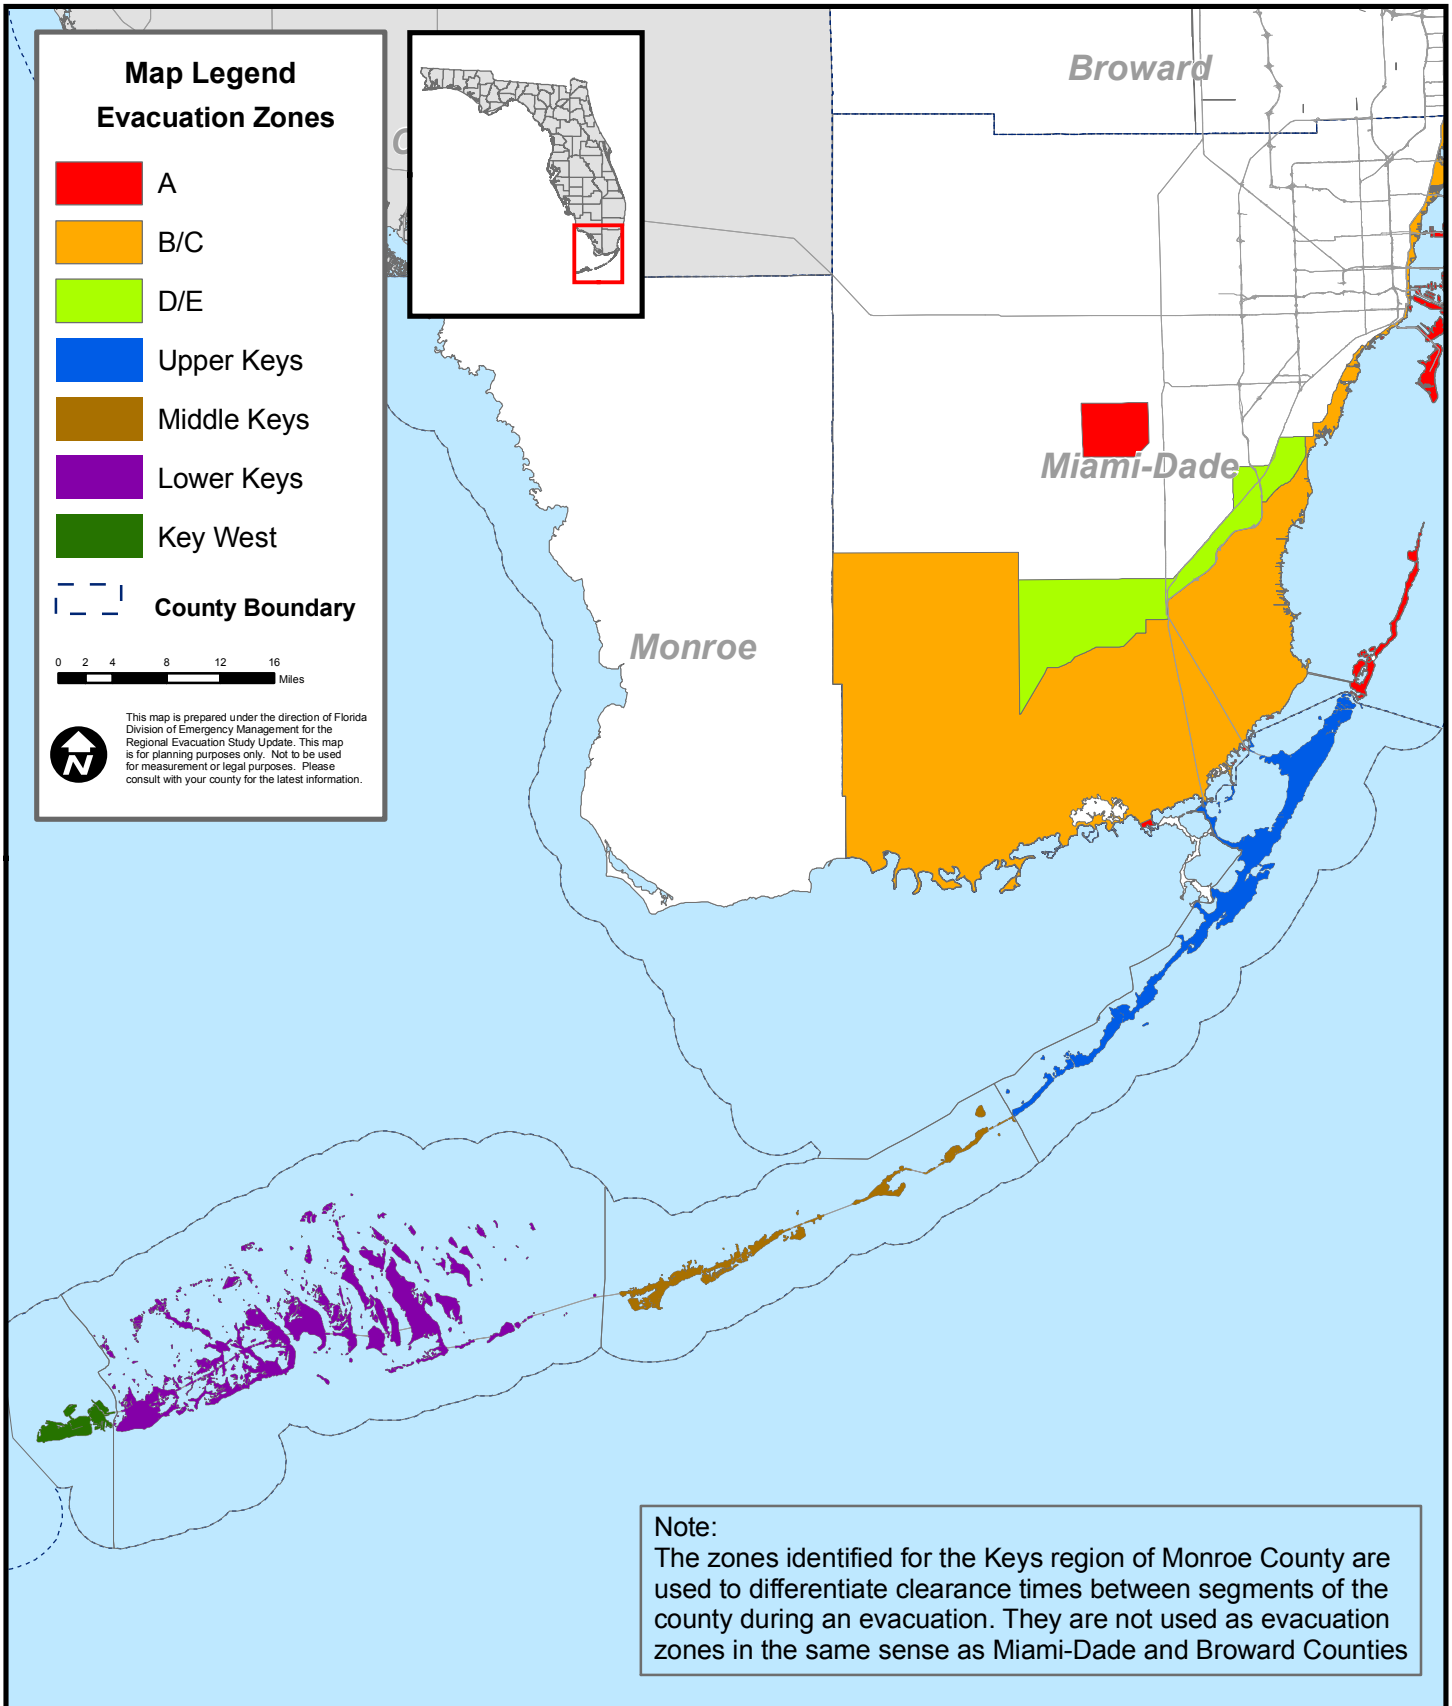 Map Legend
Evacuation Zones
A
B/C
D/E
Upper Keys
Middle Keys
Lower Keys
Key West
County Boundary
0 2 4 8 12 16
Miles
N
This map is prepared under the direction of Florida
Division of Emergency Management for the
Regional Evacuation Study Update. This map
is for planning purposes only. Not to be used
for measurement or legal purposes. Please
consult with your county for the latest information.
Broward
Miami-Dade
Monroe
Note:
The zones identified for the Keys region of Monroe County are
used to differentiate clearance times between segments of the
county during an evacuation. They are not used as evacuation
zones in the same sense as Miami-Dade and Broward Counties